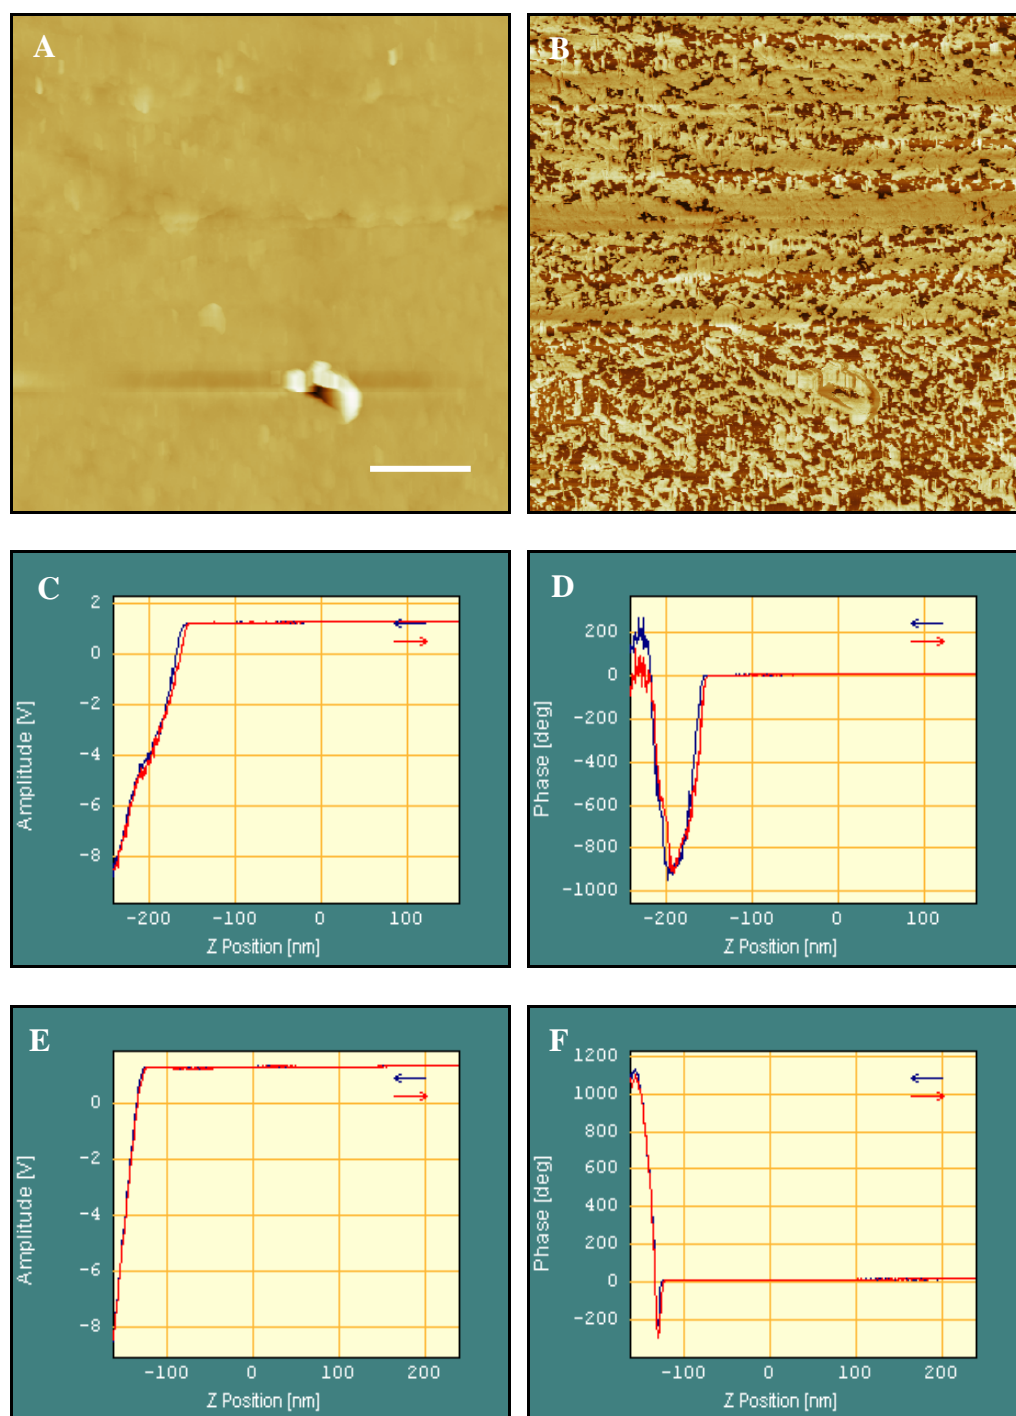 A
B
C
2
0
-2
-4
-6
-8
Amplitude [V]
-200 -100 0 100
Z Position [nm]
D
200
0
-200
-400
-600
-800
-1000
Phase [deg]
-200 -100 0 100
Z Position [nm]
E
0
-2
-4
-6
-8
Amplitude [V]
-100 0 100 200
Z Position [nm]
F
1200
1000
800
600
400
200
0
-200
Phase [deg]
-100 0 100 200
Z Position [nm]